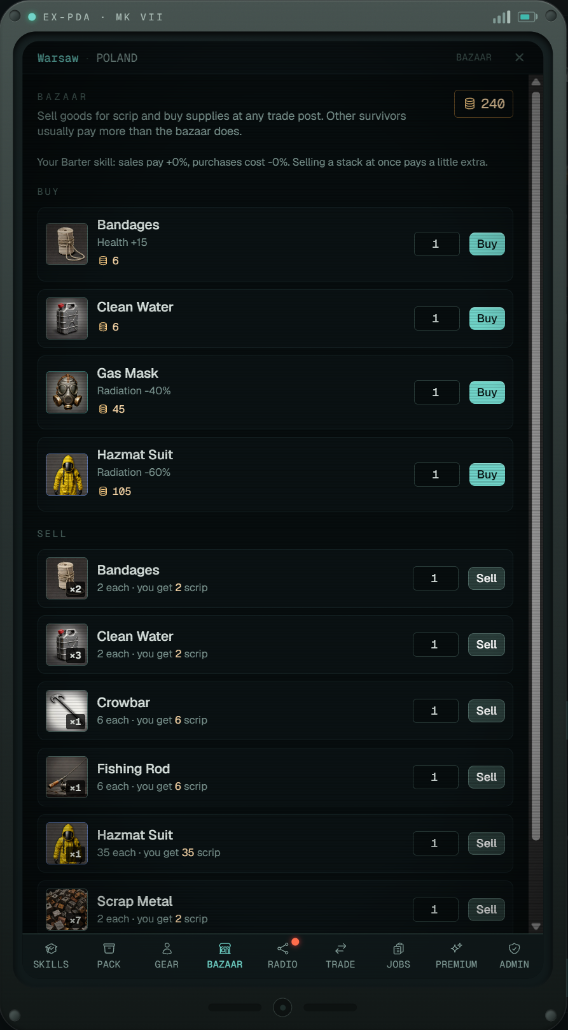 EX-PDA · MK VII
Warsaw · POLAND
BAZAAR
BAZAAR
240
Sell goods for scrip and buy supplies at any trade post. Other survivors
usually pay more than the bazaar does.
Your Barter skill: sales pay +0%, purchases cost -0%. Selling a stack at once pays a little extra.
BUY
Bandages
Health +15
6
1
Buy
Clean Water
6
1
Buy
Gas Mask
Radiation -40%
45
1
Buy
Hazmat Suit
Radiation -60%
105
1
Buy
SELL
Bandages
2 each · you get 2 scrip
×2
1
Sell
Clean Water
2 each · you get 2 scrip
×3
1
Sell
Crowbar
6 each · you get 6 scrip
×1
1
Sell
Fishing Rod
6 each · you get 6 scrip
×1
1
Sell
Hazmat Suit
35 each · you get 35 scrip
×1
1
Sell
Scrap Metal
2 each · you get 2 scrip
×7
1
Sell
SKILLS PACK GEAR BAZAAR RADIO TRADE JOBS PREMIUM ADMIN